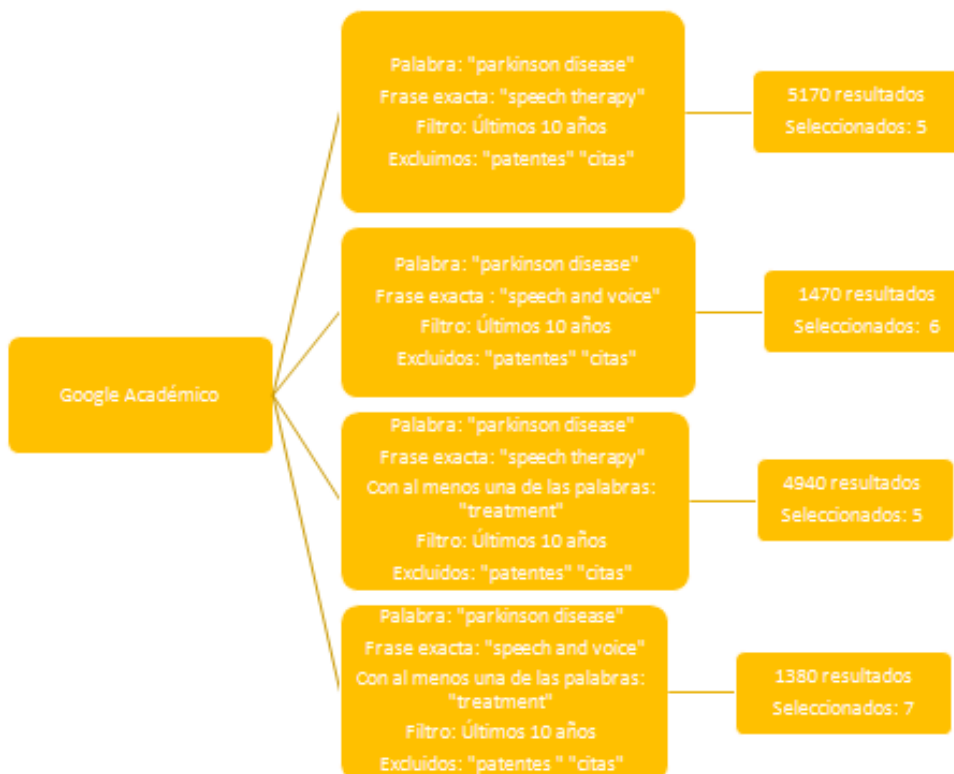 Google Académico
Palabra: "parkinson disease"
Frase exacta: "speech therapy"
Filtro: Últimos 10 años
Excluimos: "patentes" "citas"
5170 resultados
Seleccionados: 5
Palabra: "parkinson disease"
Frase exacta : "speech and voice"
Filtro: Últimos 10 años
Excluidos: "patentes" "citas"
1470 resultados
Seleccionados: 6
Palabra: "parkinson disease"
Frase exacta: "speech therapy"
Con al menos una de las palabras:
"treatment"
Filtro: Últimos 10 años
Excluidos: "patentes" "citas"
4940 resultados
Seleccionados: 5
Palabra: "parkinson disease"
Frase exacta: "speech and voice"
Con al menos una de las palabras:
"treatment"
Filtro: Últimos 10 años
Excluidos: "patentes " "citas"
1380 resultados
Seleccionados: 7